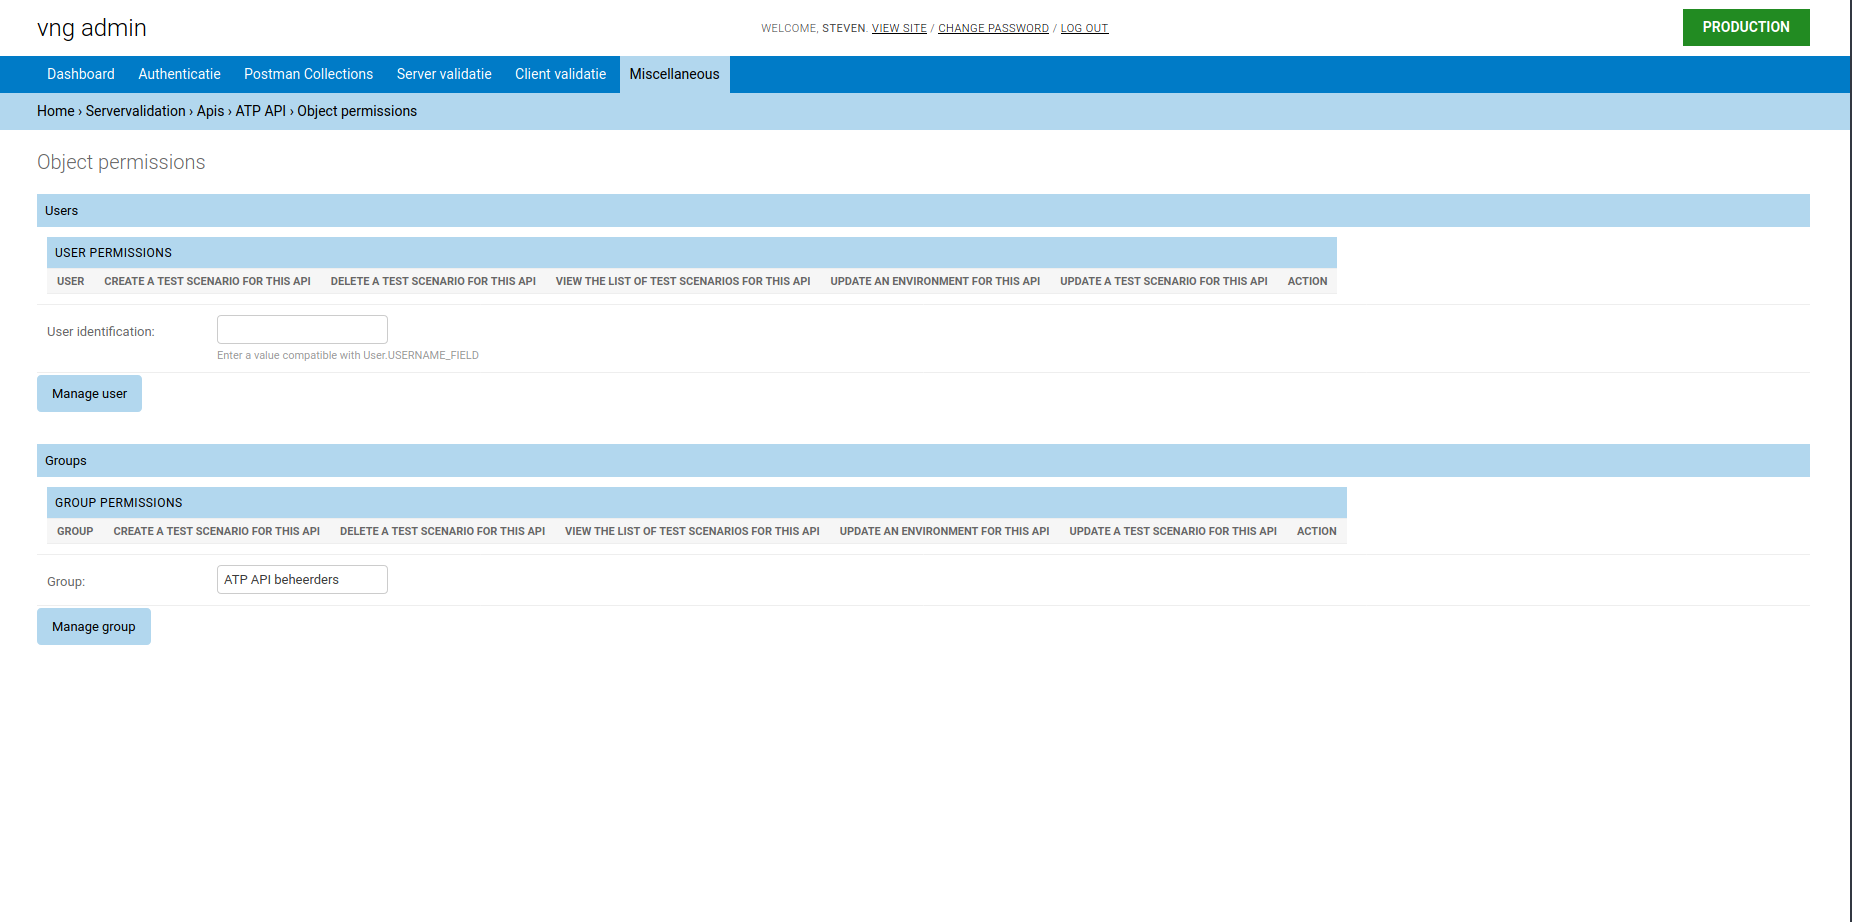 vng admin
WELCOME, STEVEN. VIEW SITE / CHANGE PASSWORD / LOG OUT
PRODUCTION
Dashboard Authenticatie Postman Collections Server validatie Client validatie Miscellaneous
Home › Servervalidation › Apis › ATP API › Object permissions
Object permissions
Users
USER PERMISSIONS
USER CREATE A TEST SCENARIO FOR THIS API DELETE A TEST SCENARIO FOR THIS API VIEW THE LIST OF TEST SCENARIOS FOR THIS API UPDATE AN ENVIRONMENT FOR THIS API UPDATE A TEST SCENARIO FOR THIS API ACTION
User identification:
Enter a value compatible with User.USERNAME_FIELD
Manage user
Groups
GROUP PERMISSIONS
GROUP CREATE A TEST SCENARIO FOR THIS API DELETE A TEST SCENARIO FOR THIS API VIEW THE LIST OF TEST SCENARIOS FOR THIS API UPDATE AN ENVIRONMENT FOR THIS API UPDATE A TEST SCENARIO FOR THIS API ACTION
Group: ATP API beheerders
Manage group